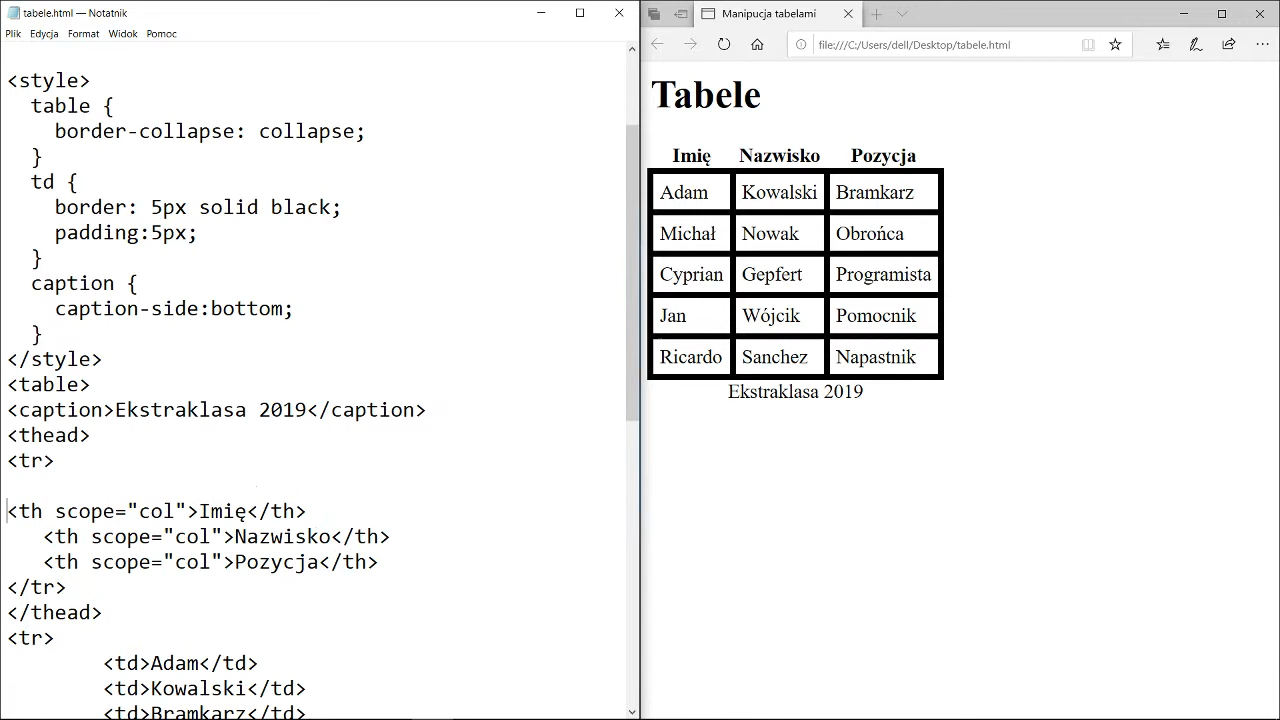 tabele.html — Notatnik
Plik Edycja Format Widok Pomoc
<style>
  table {
    border-collapse: collapse;
  }
  td {
    border: 5px solid black;
    padding:5px;
  }
  caption {
    caption-side:bottom;
  }
</style>
<table>
<caption>Ekstraklasa 2019</caption>
<thead>
<tr>
<th scope="col">Imię</th>
   <th scope="col">Nazwisko</th>
   <th scope="col">Pozycja</th>
</tr>
</thead>
<tr>
        <td>Adam</td>
        <td>Kowalski</td>
        <td>Bramkarz</td>
Manipucja tabelami
file:///C:/Users/dell/Desktop/tabele.html
Tabele
Imię Nazwisko Pozycja
Adam Kowalski Bramkarz
Michał Nowak Obrońca
Cyprian Gepfert Programista
Jan Wójcik Pomocnik
Ricardo Sanchez Napastnik
Ekstraklasa 2019